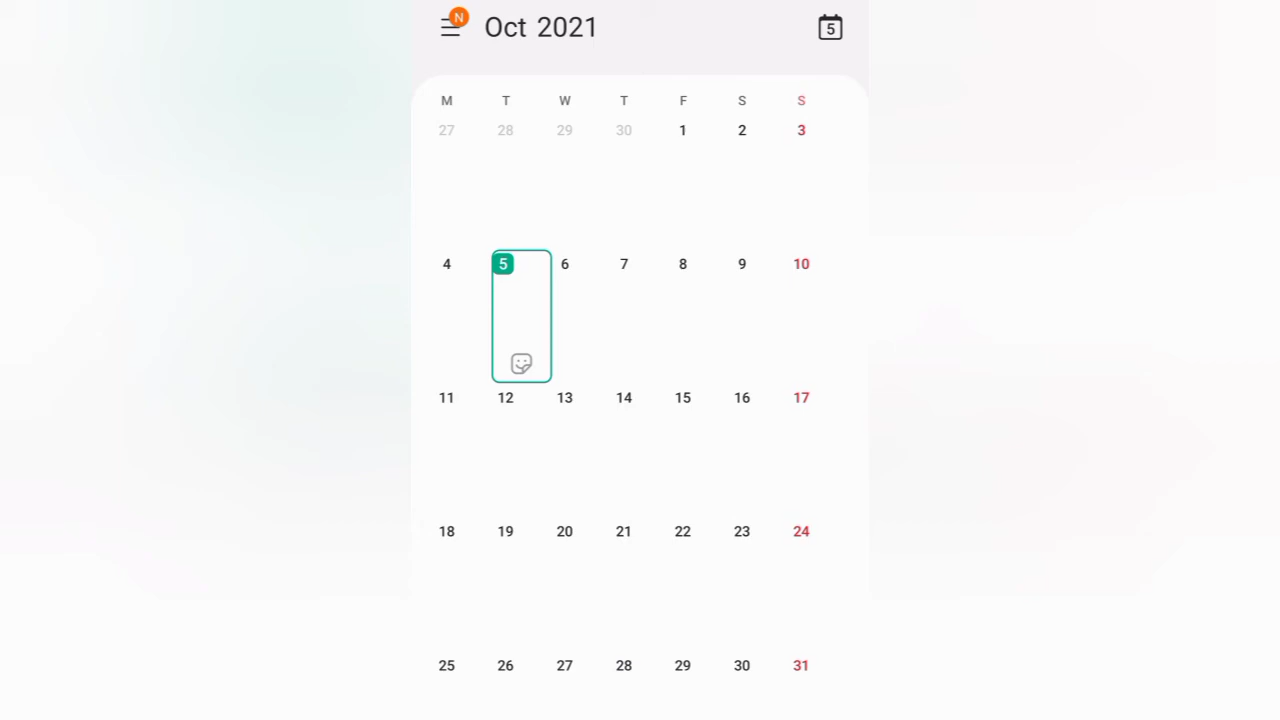 N
Oct 2021
5
M T W T F S S
27 28 29 30 1 2 3
4 5 6 7 8 9 10
11 12 13 14 15 16 17
18 19 20 21 22 23 24
25 26 27 28 29 30 31